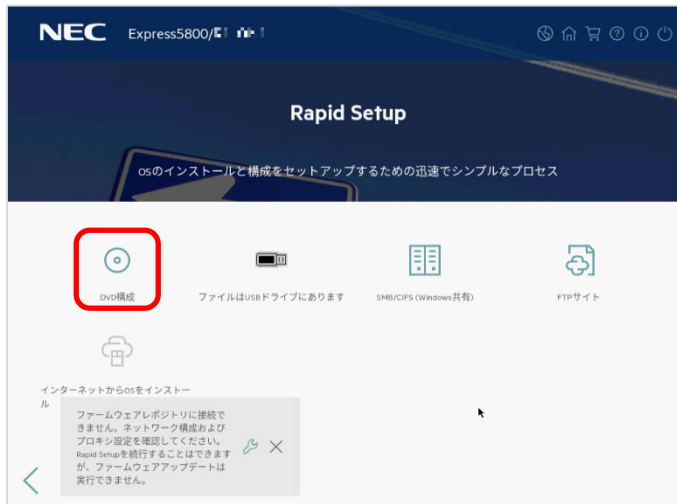 NEC Express5800/
Rapid Setup
osのインストールと構成をセットアップするための迅速でシンプルなプロセス
DVD構成
ファイルはUSBドライブにあります
SMB/CIFS (Windows共有)
FTPサイト
インターネットからosをインストー
ル
ファームウェアレポジトリに接続で
きません。ネットワーク構成および
プロキシ設定を確認してください。
Rapid Setupを続行することはできます
が、ファームウェアアップデートは
実行できません。